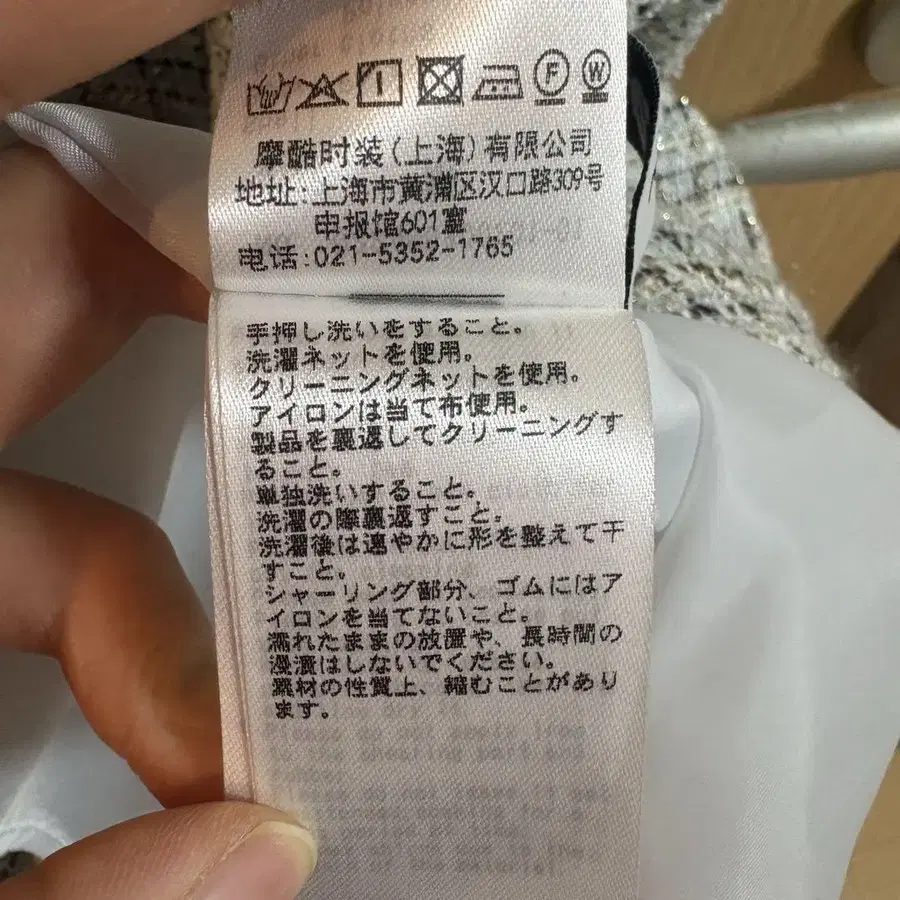 F W
摩酷时装(上海)有限公司
地址:上海市黄浦区汉口路309号
申报馆601室
电话:021-5352-1765
手押し洗いをすること。
洗濯ネットを使用。
クリーニングネットを使用。
アイロンは当て布使用。
製品を裏返してクリーニングす
ること。
単独洗いすること。
洗濯の際裏返すこと。
洗濯後は速やかに形を整えて干
すこと。
シャーリング部分、ゴムにはア
イロンを当てないこと。
濡れたままの放置や、長時間の
浸漬はしないでください。
素材の性質上、縮むことがあり
ます。